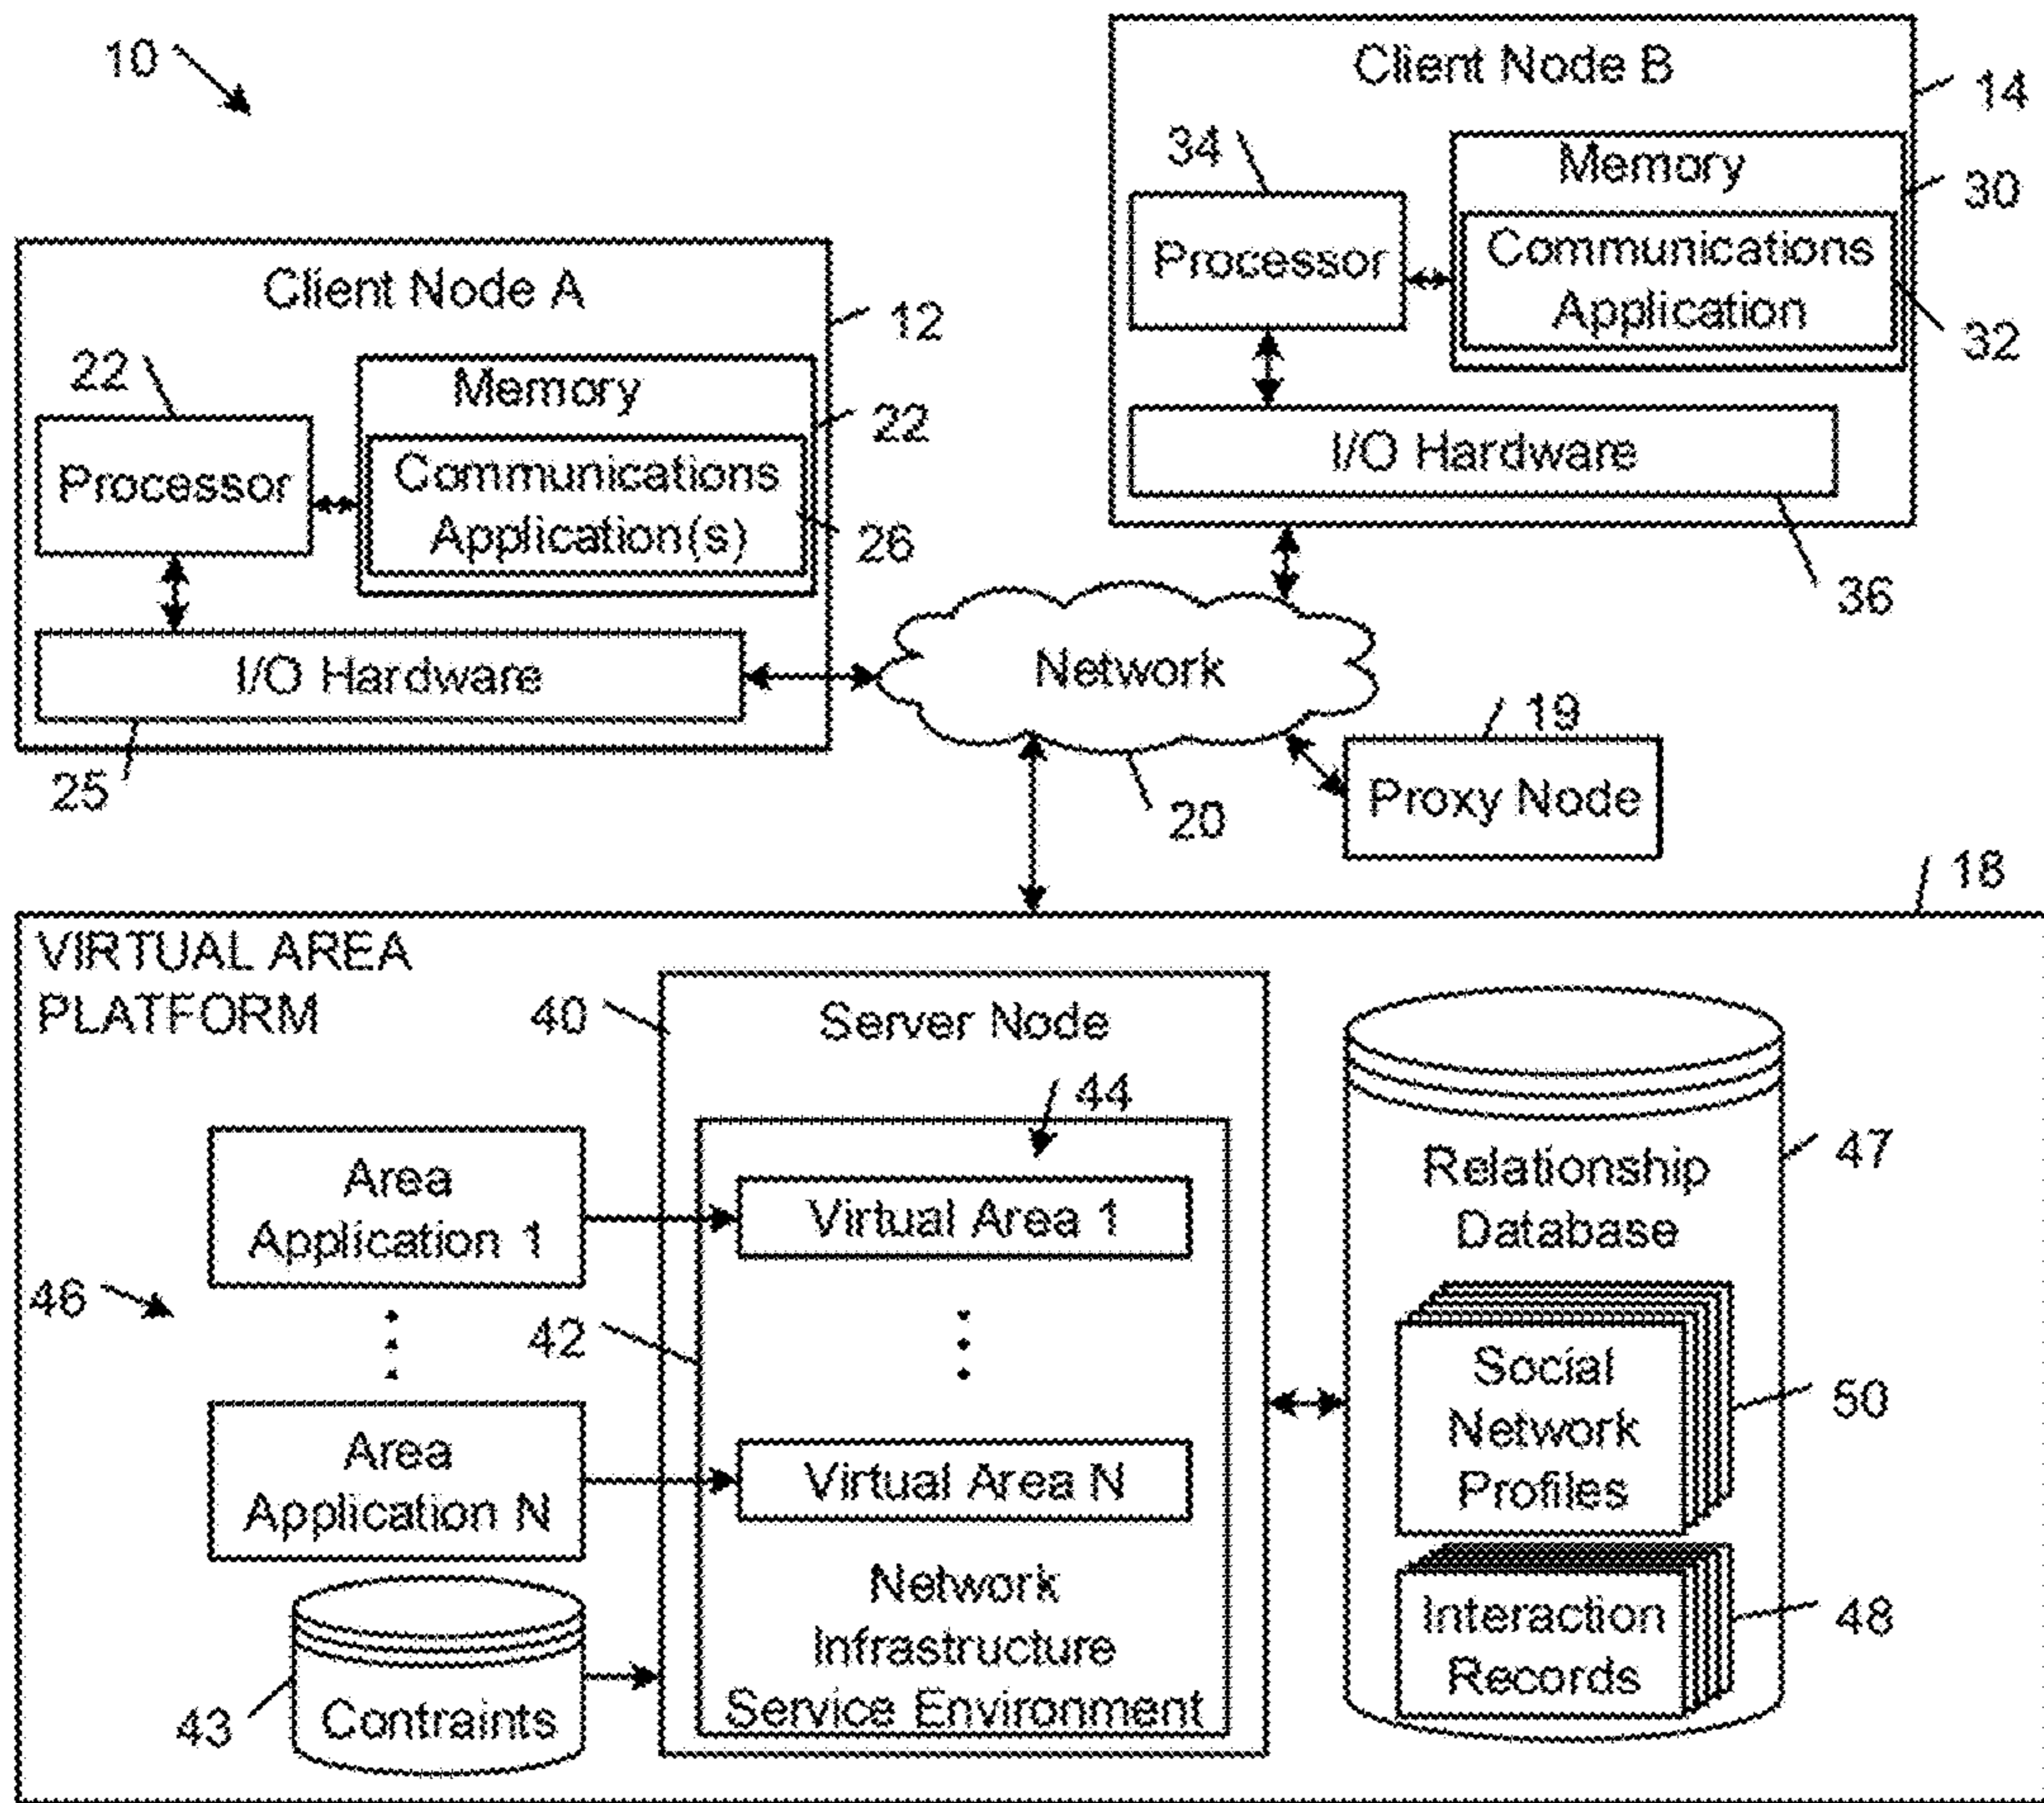 10
Client Node B
14
34
Memory
30
Processor
Communications
Application
32
I/O Hardware
36
Client Node A
12
22
Memory
22
Processor
Communications
Application(s)
26
I/O Hardware
25
Network
20
19
Proxy Node
18
VIRTUAL AREA
PLATFORM
40
Server Node
44
Area
Application 1
Virtual Area 1
46
42
Area
Application N
Virtual Area N
Network
Infrastructure
Service Environment
43
Contraints
Relationship
Database
47
Social
Network
Profiles
50
Interaction
Records
48